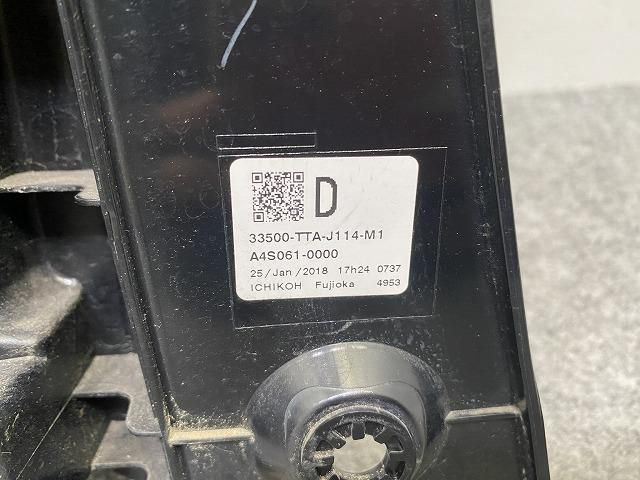 D
33500-TTA-J114-M1
A4S061-0000
25/Jan/2018 17h24 0737
ICHIKOH Fujioka 4953